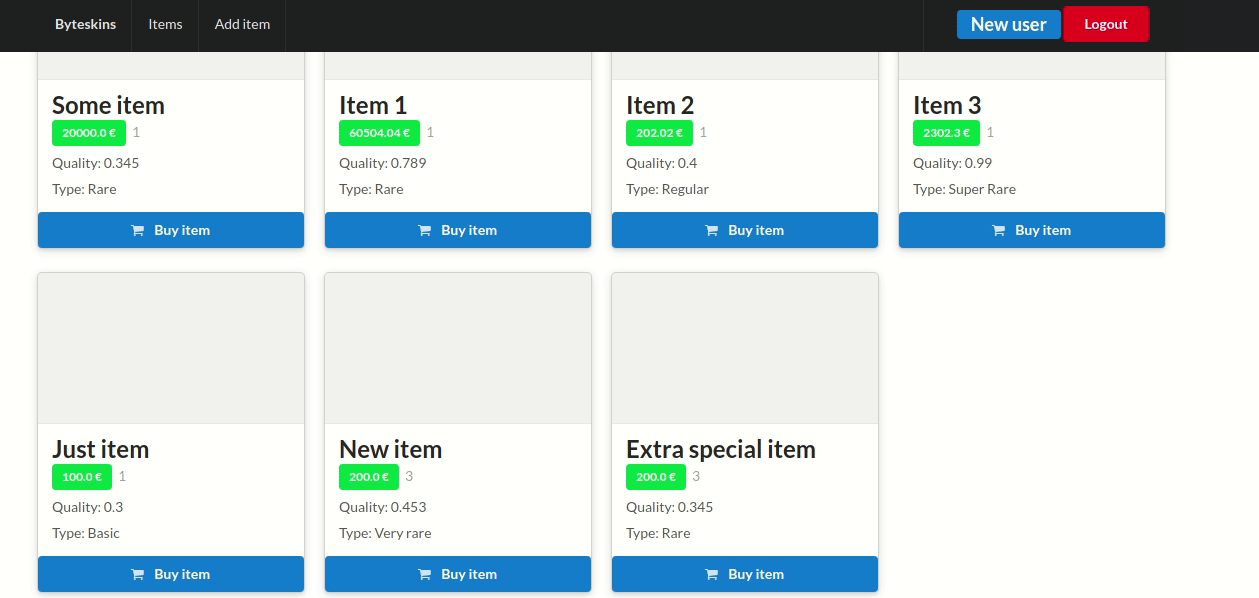 Byteskins Items Add item New user Logout
Some item Item 1 Item 2 Item 3
20000.0 € 1 60504.04 € 1 202.02 € 1 2302.3 € 1
Quality: 0.345 Quality: 0.789 Quality: 0.4 Quality: 0.99
Type: Rare Type: Rare Type: Regular Type: Super Rare
Buy item Buy item Buy item Buy item
Just item New item Extra special item
100.0 € 1 200.0 € 3 200.0 € 3
Quality: 0.3 Quality: 0.453 Quality: 0.345
Type: Basic Type: Very rare Type: Rare
Buy item Buy item Buy item